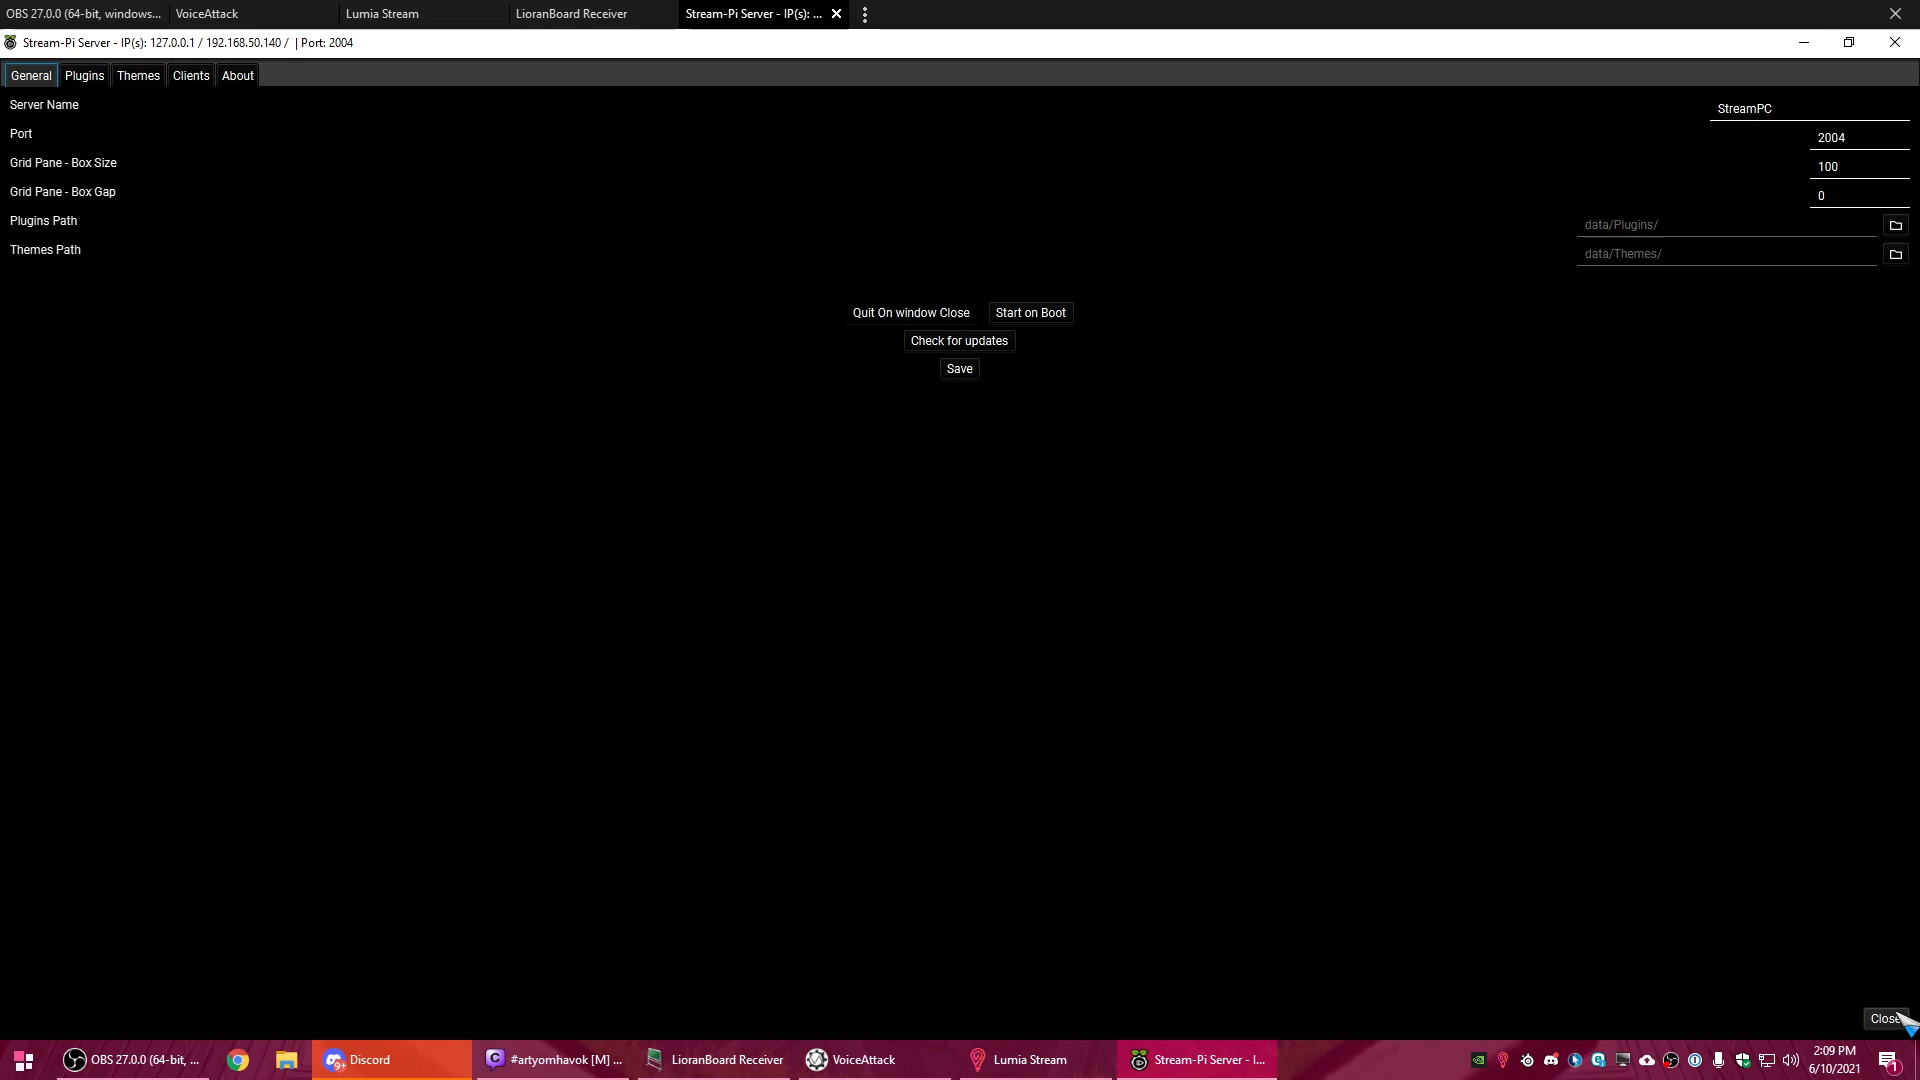 OBS 27.0.0 (64-bit, windows... VoiceAttack Lumia Stream LioranBoard Receiver Stream-Pi Server - IP(s): ...
Stream-Pi Server - IP(s): 127.0.0.1 / 192.168.50.140 / | Port: 2004
General Plugins Themes Clients About
Server Name StreamPC
Port 2004
Grid Pane - Box Size 100
Grid Pane - Box Gap 0
Plugins Path data/Plugins/
Themes Path data/Themes/
Quit On window Close Start on Boot
Check for updates
Save
Close
OBS 27.0.0 (64-bit, ... Discord 9+ #artyomhavok [M] ... LioranBoard Receiver VoiceAttack Lumia Stream Stream-Pi Server - I... 2:09 PM
6/10/2021 1